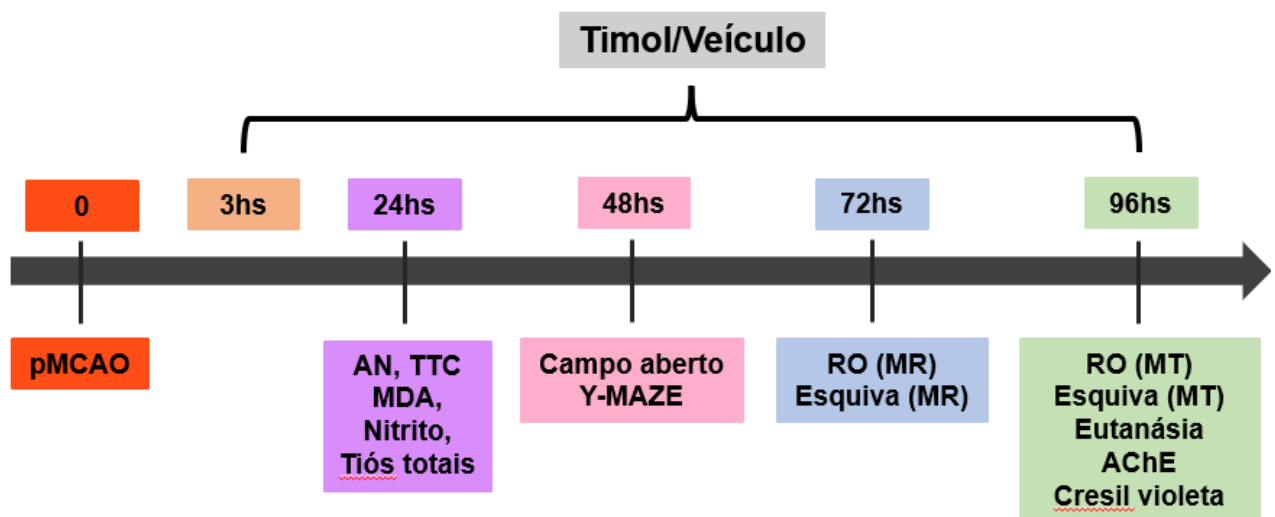 Timol/Veículo
0
3hs
24hs
48hs
72hs
96hs
pMCAO
AN, TTC
MDA,
Nitrito,
Tiós totais
Campo aberto
Y-MAZE
RO (MR)
Esquiva (MR)
RO (MT)
Esquiva (MT)
Eutanásia
AChE
Cresil violeta